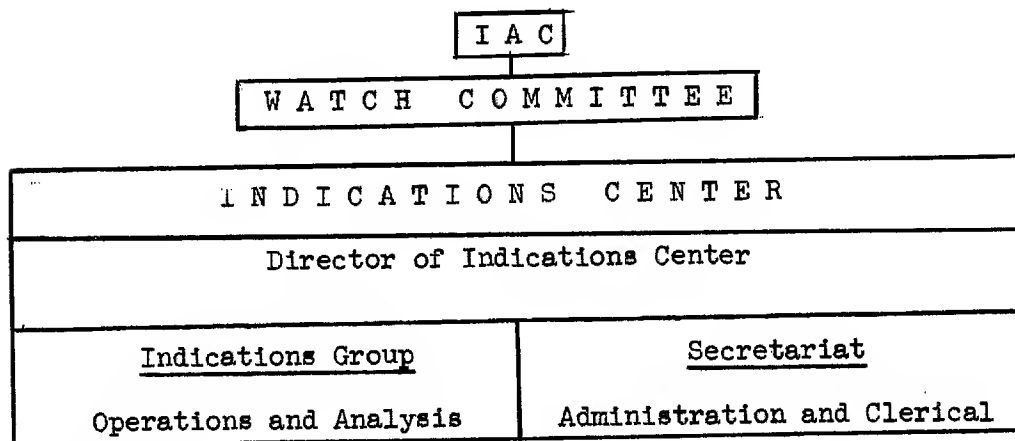 I A C
W A T C H C O M M I T T E E
I N D I C A T I O N S C E N T E R
Director of Indications Center
Indications Group
Secretariat
Operations and Analysis
Administration and Clerical